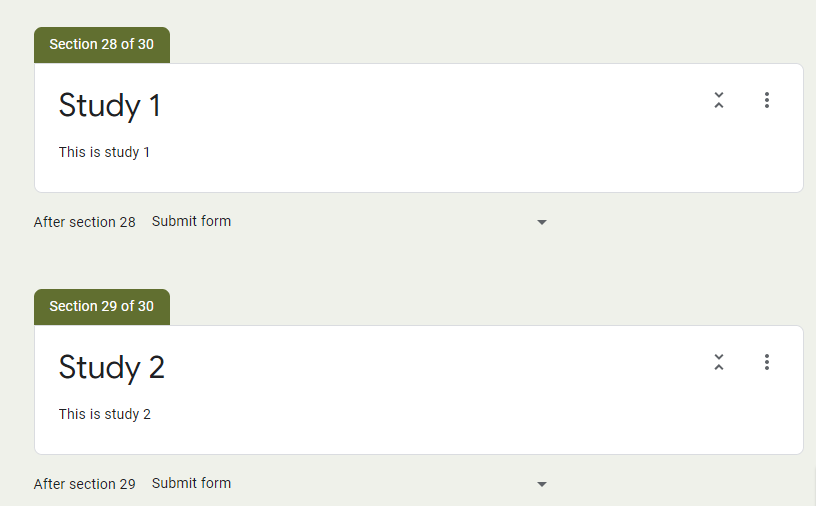 Section 28 of 30
Study 1
This is study 1
After section 28 Submit form
Section 29 of 30
Study 2
This is study 2
After section 29 Submit form